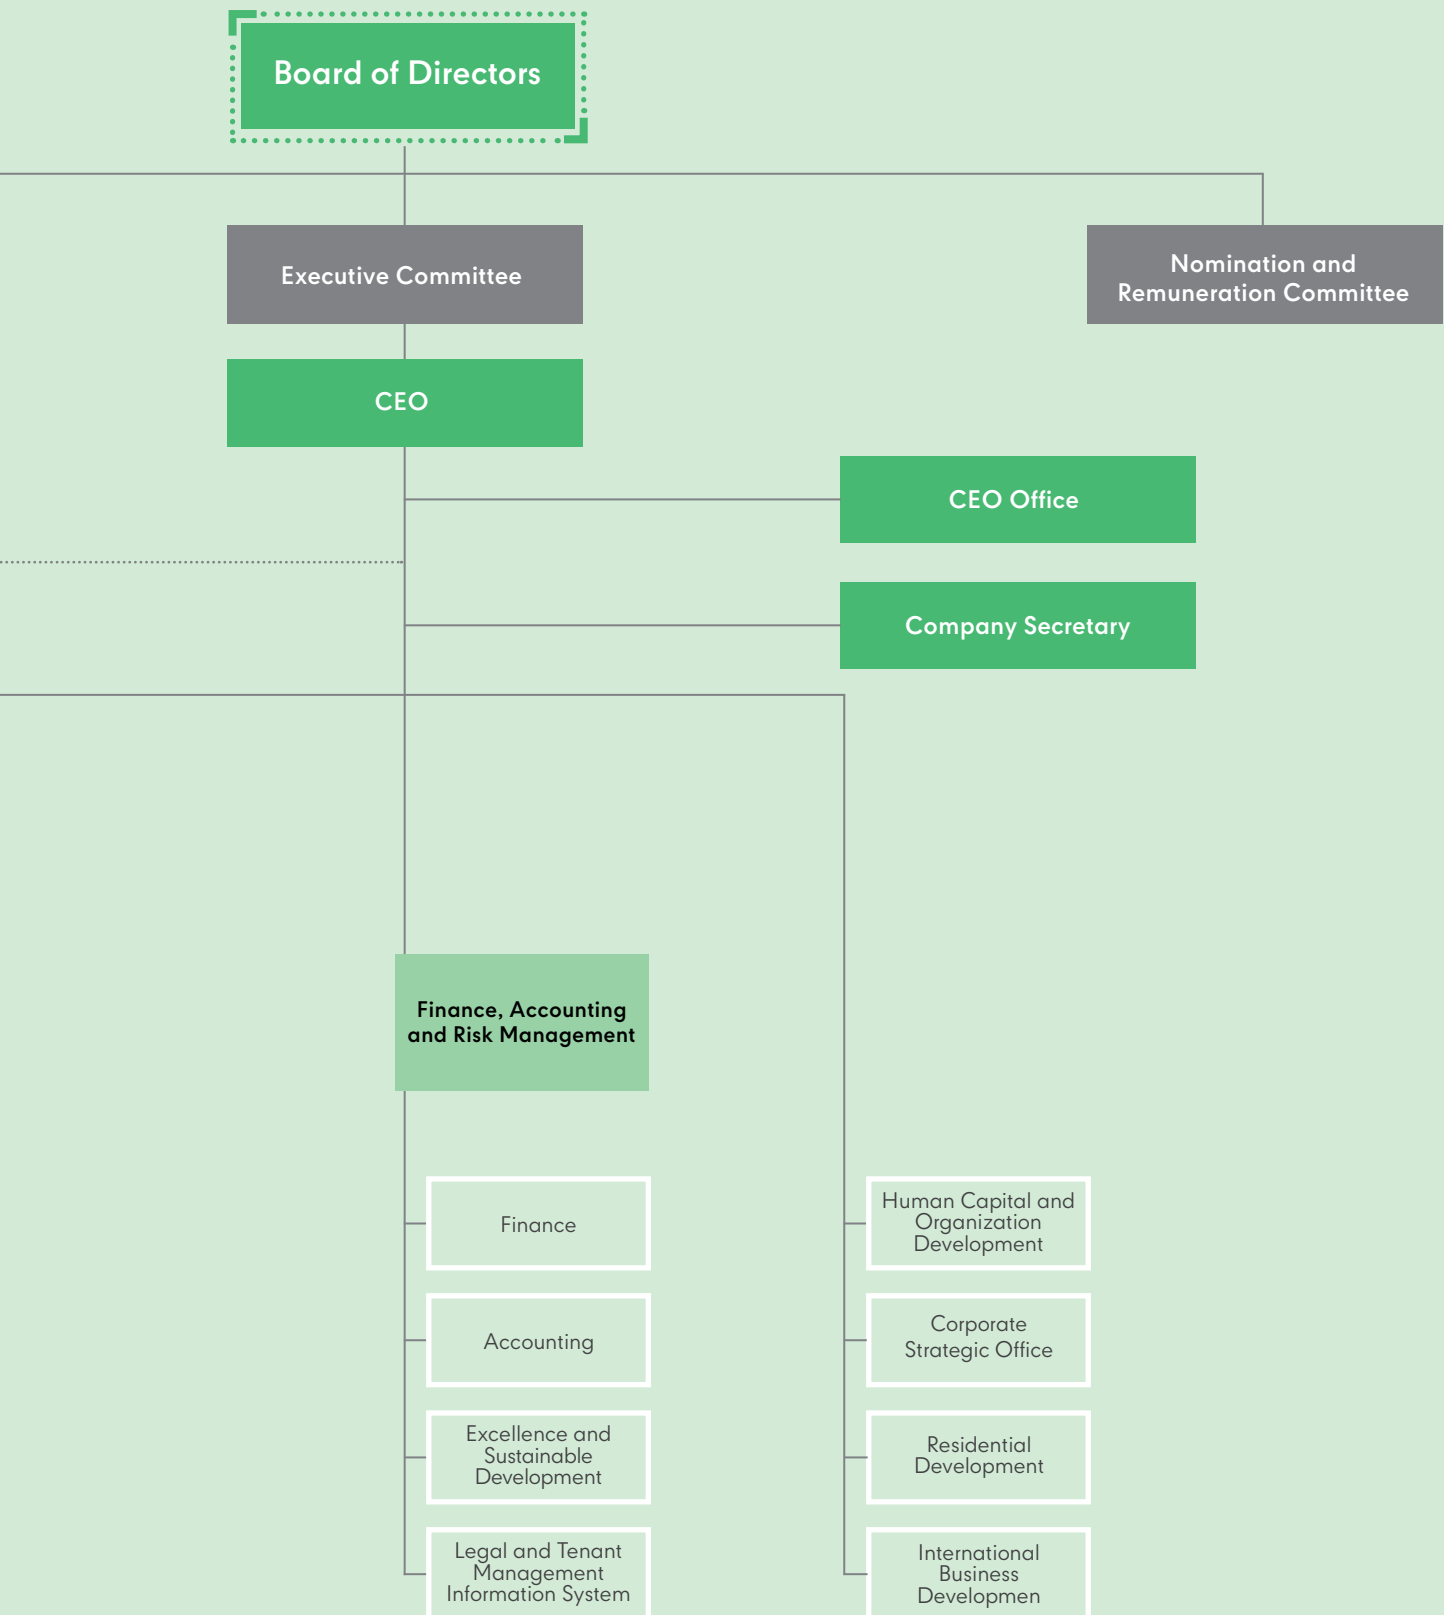 Board of Directors
Executive Committee
Nomination and
Remuneration Committee
CEO
CEO Office
Company Secretary
Finance, Accounting
and Risk Management
Finance
Accounting
Excellence and
Sustainable
Development
Legal and Tenant
Management
Information System
Human Capital and
Organization
Development
Corporate
Strategic Office
Residential
Development
International
Business
Developmen